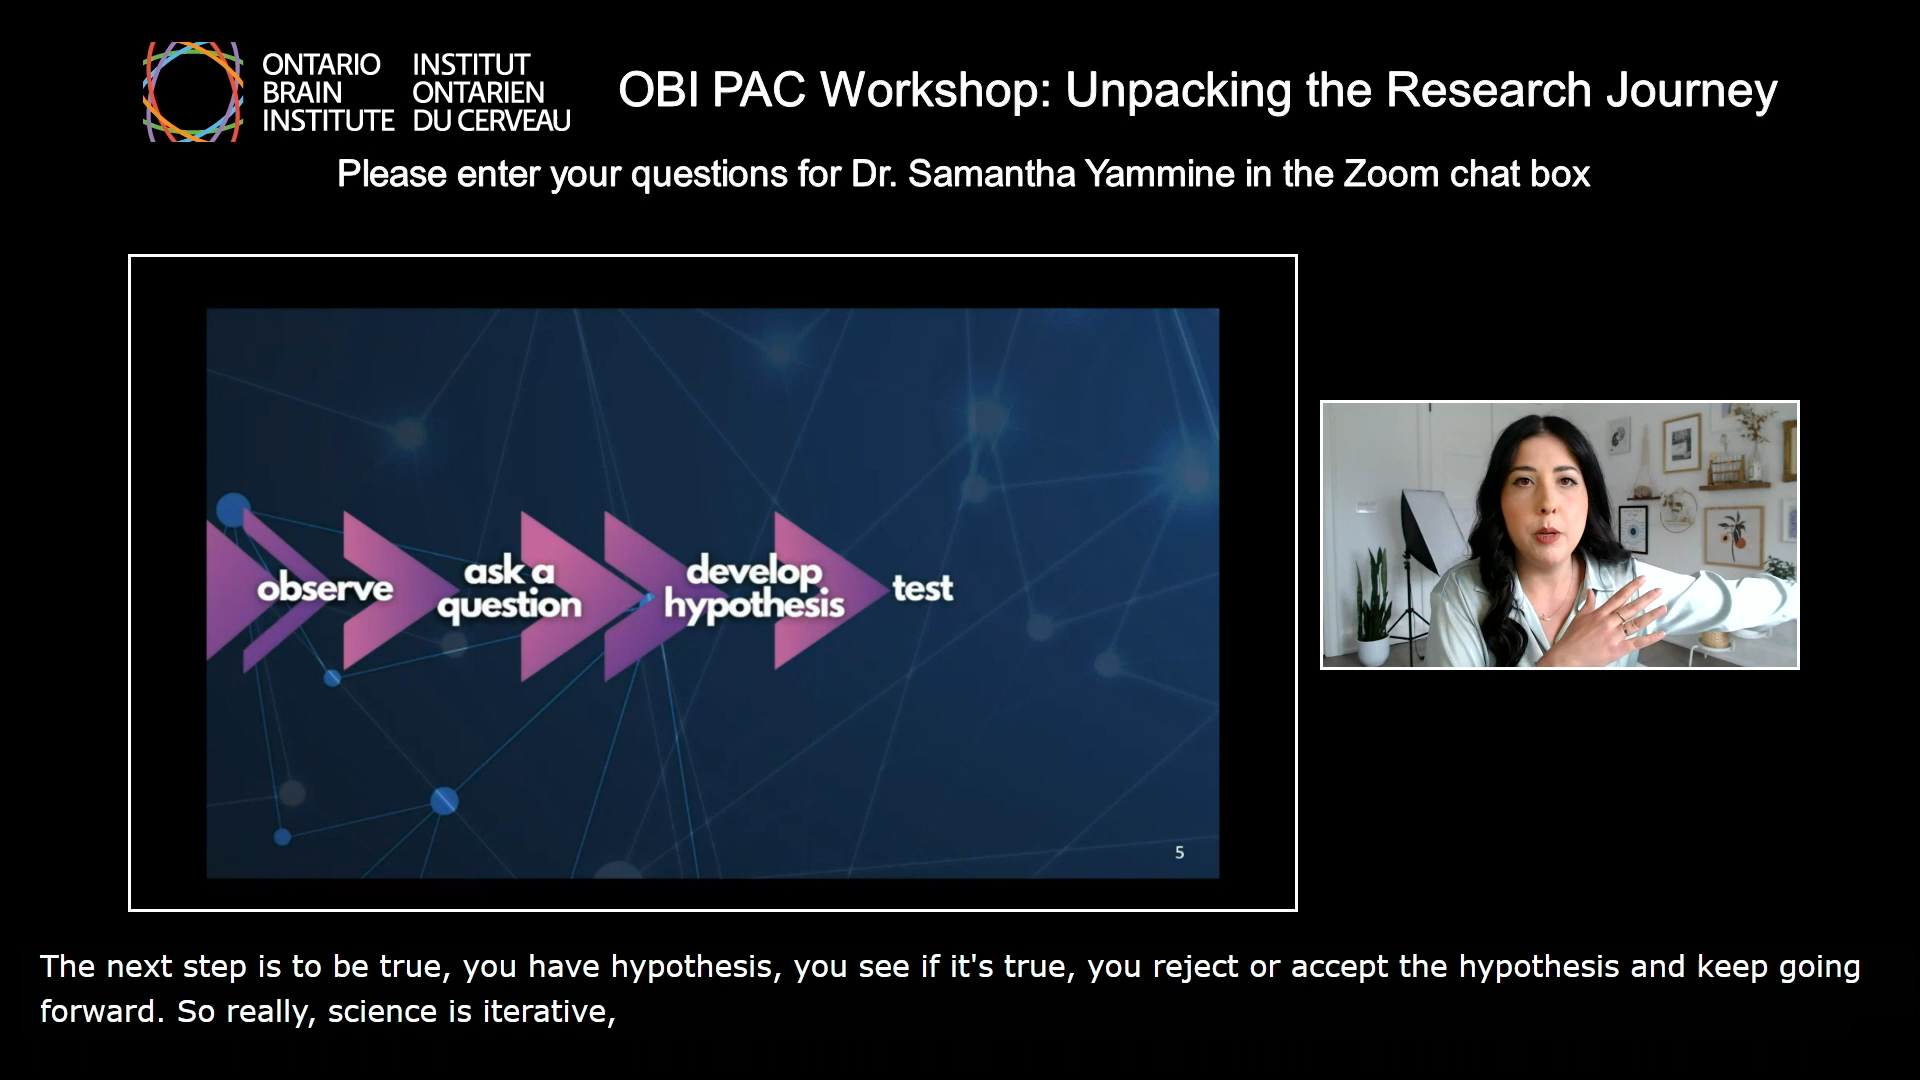 ONTARIO
BRAIN
INSTITUTE
INSTITUT
ONTARIEN
DU CERVEAU
OBI PAC Workshop: Unpacking the Research Journey
Please enter your questions for Dr. Samantha Yammine in the Zoom chat box
observe
ask a
question
develop
hypothesis
test
5
The next step is to be true, you have hypothesis, you see if it's true, you reject or accept the hypothesis and keep going
forward. So really, science is iterative,